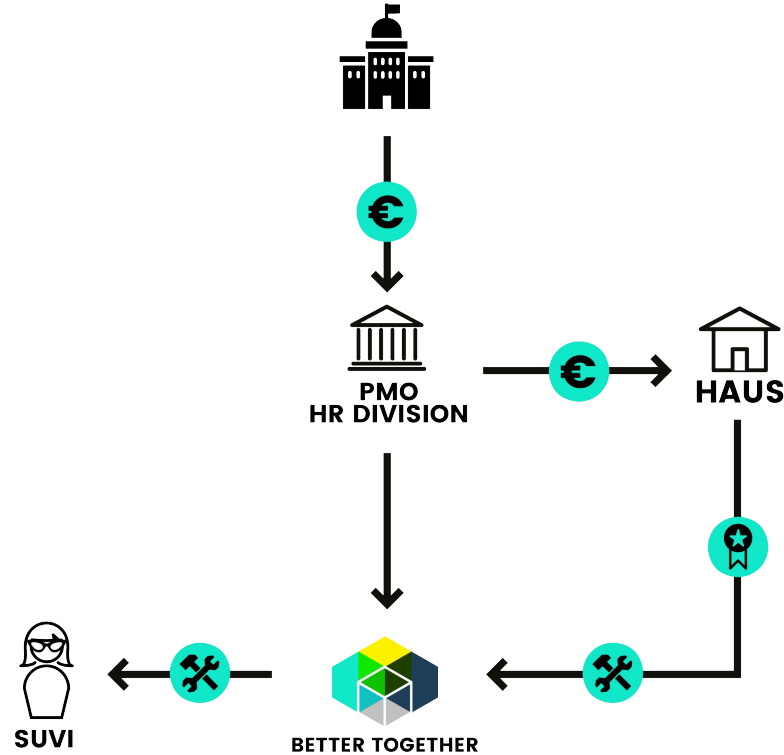 €
€
PMO
HR DIVISION
HAUS
SUVI
BETTER TOGETHER